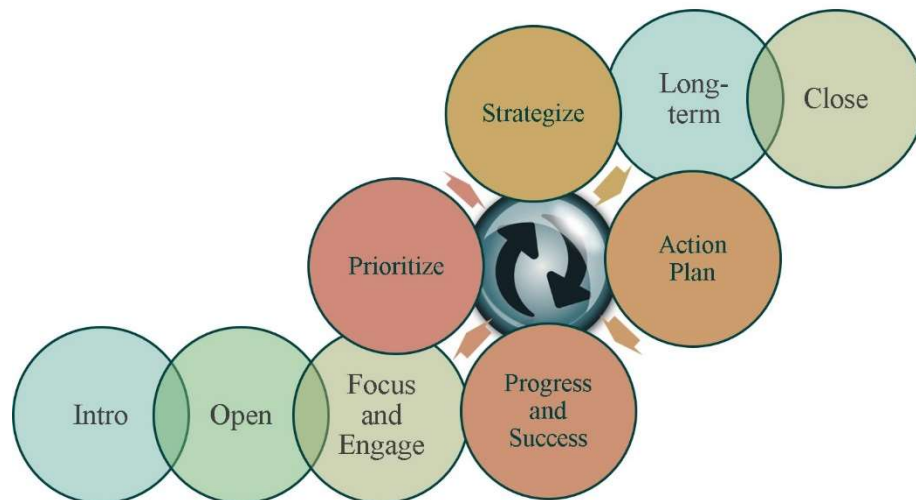 Long-
term
Close
Strategize
Action
Plan
Prioritize
Intro
Open
Focus
and
Engage
Progress
and
Success